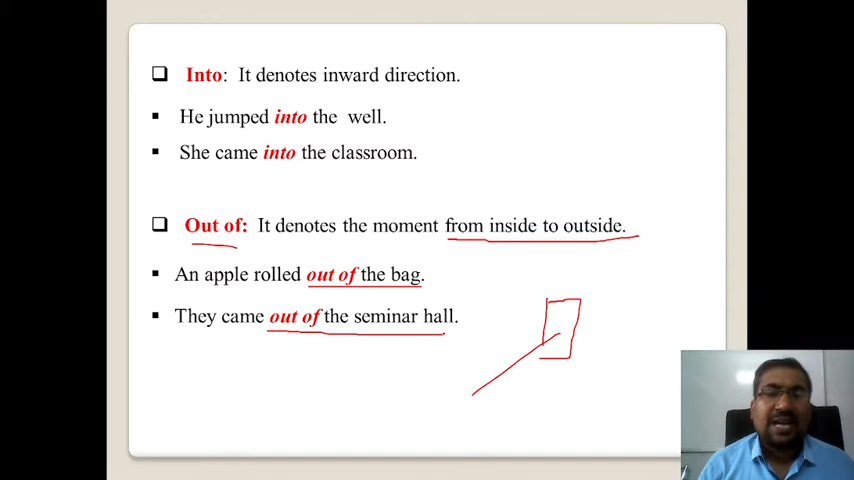 Into: It denotes inward direction.
He jumped into the well.
She came into the classroom.
Out of: It denotes the moment from inside to outside.
An apple rolled out of the bag.
They came out of the seminar hall.